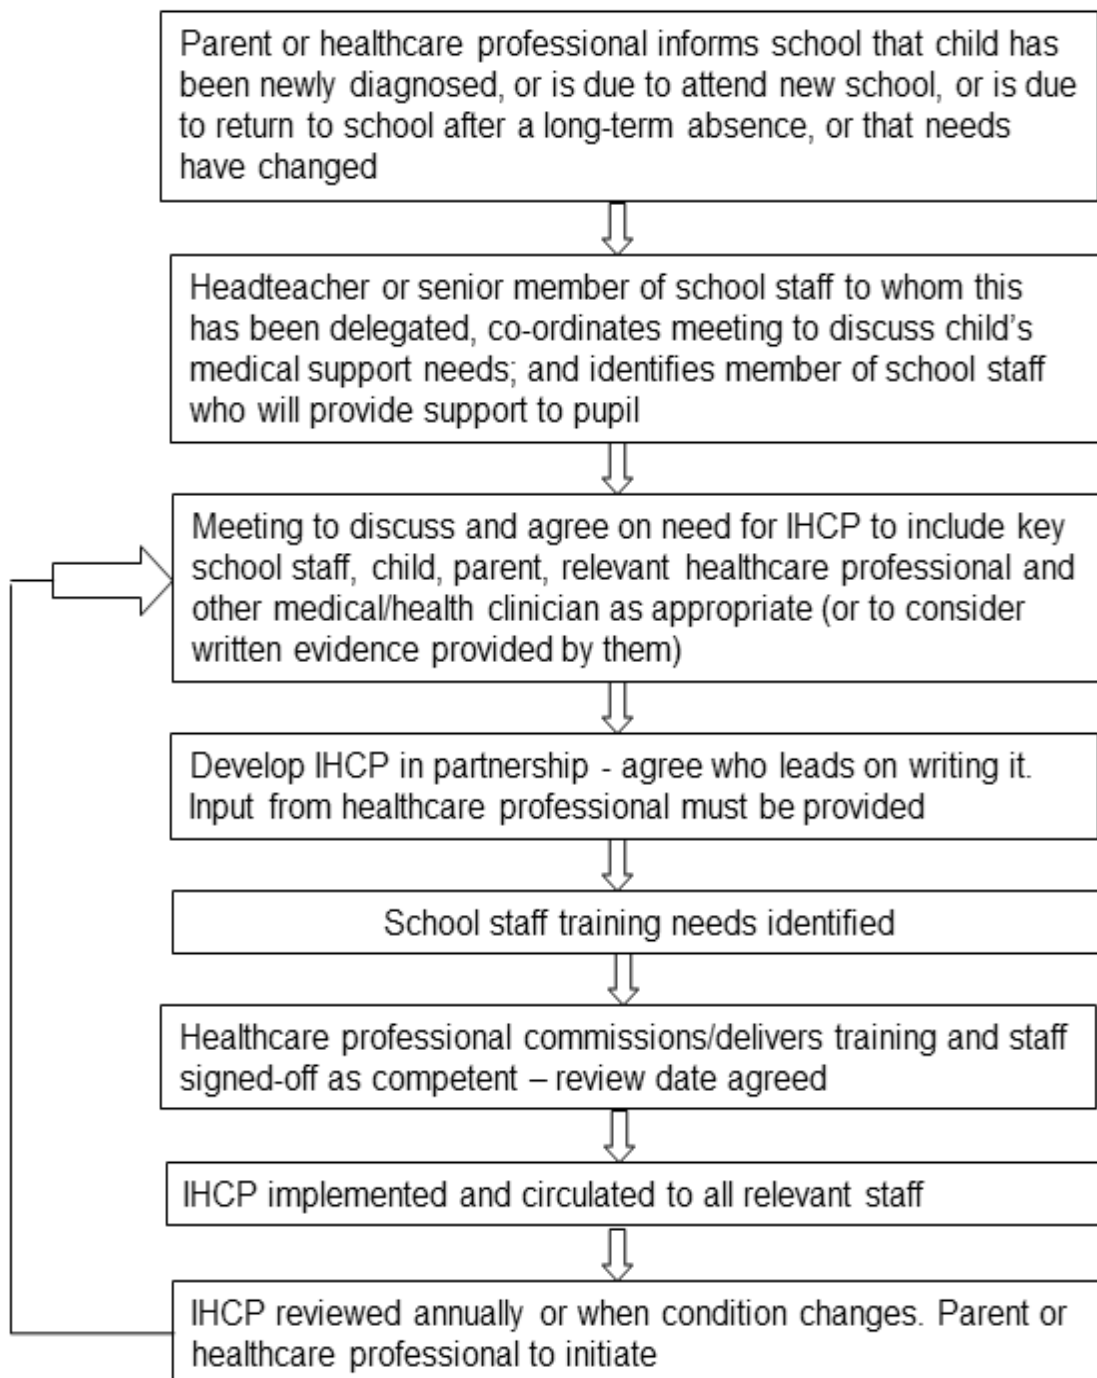 Parent or healthcare professional informs school that child has
been newly diagnosed, or is due to attend new school, or is due
to return to school after a long-term absence, or that needs
have changed
Headteacher or senior member of school staff to whom this
has been delegated, co-ordinates meeting to discuss child's
medical support needs; and identifies member of school staff
who will provide support to pupil
Meeting to discuss and agree on need for IHCP to include key
school staff, child, parent, relevant healthcare professional and
other medical/health clinician as appropriate (or to consider
written evidence provided by them)
Develop IHCP in partnership - agree who leads on writing it.
Input from healthcare professional must be provided
School staff training needs identified
Healthcare professional commissions/delivers training and staff
signed-off as competent – review date agreed
IHCP implemented and circulated to all relevant staff
IHCP reviewed annually or when condition changes. Parent or
healthcare professional to initiate